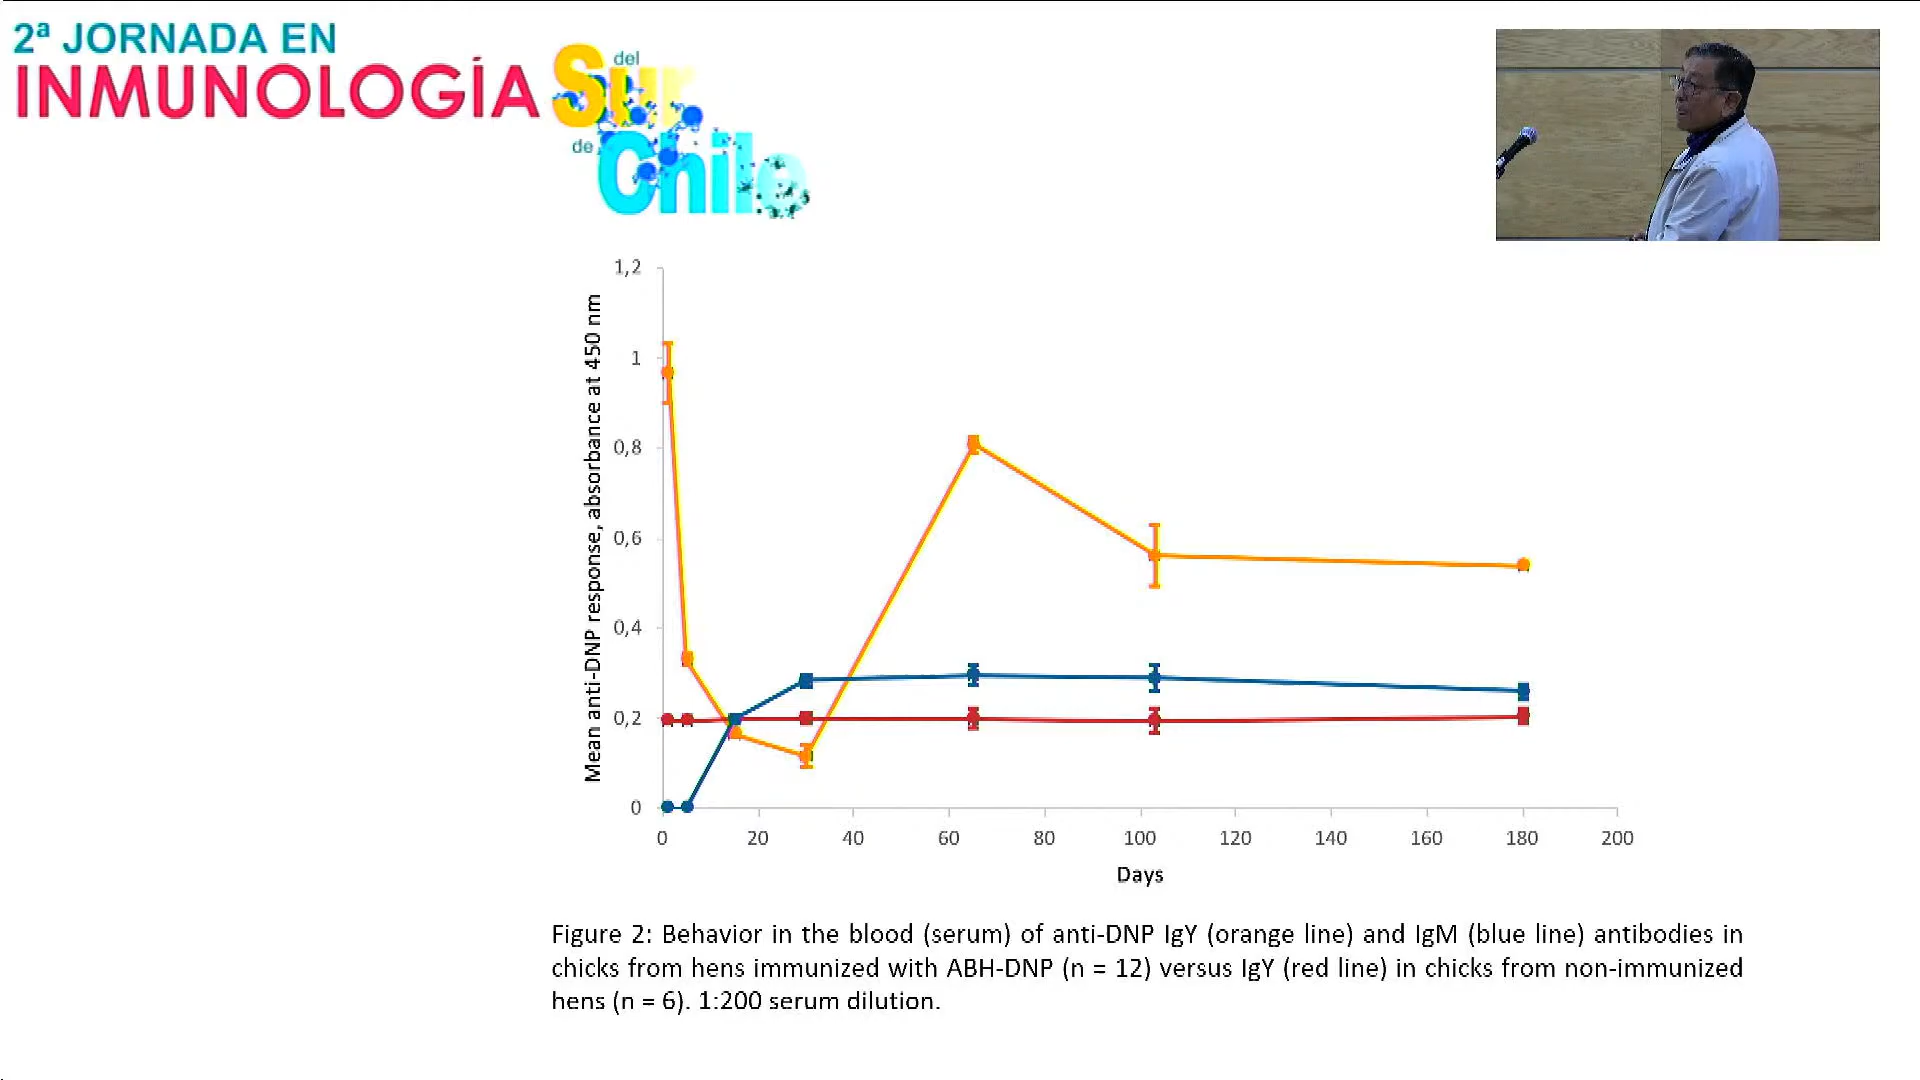 2ª JORNADA EN
INMUNOLOGÍA
del
Sur
de
Chile
Mean anti-DNP response, absorbance at 450 nm
1,2
1
0,8
0,6
0,4
0,2
0
0 20 40 60 80 100 120 140 160 180 200
Days
Figure 2: Behavior in the blood (serum) of anti-DNP IgY (orange line) and IgM (blue line) antibodies in
chicks from hens immunized with ABH-DNP (n = 12) versus IgY (red line) in chicks from non-immunized
hens (n = 6). 1:200 serum dilution.